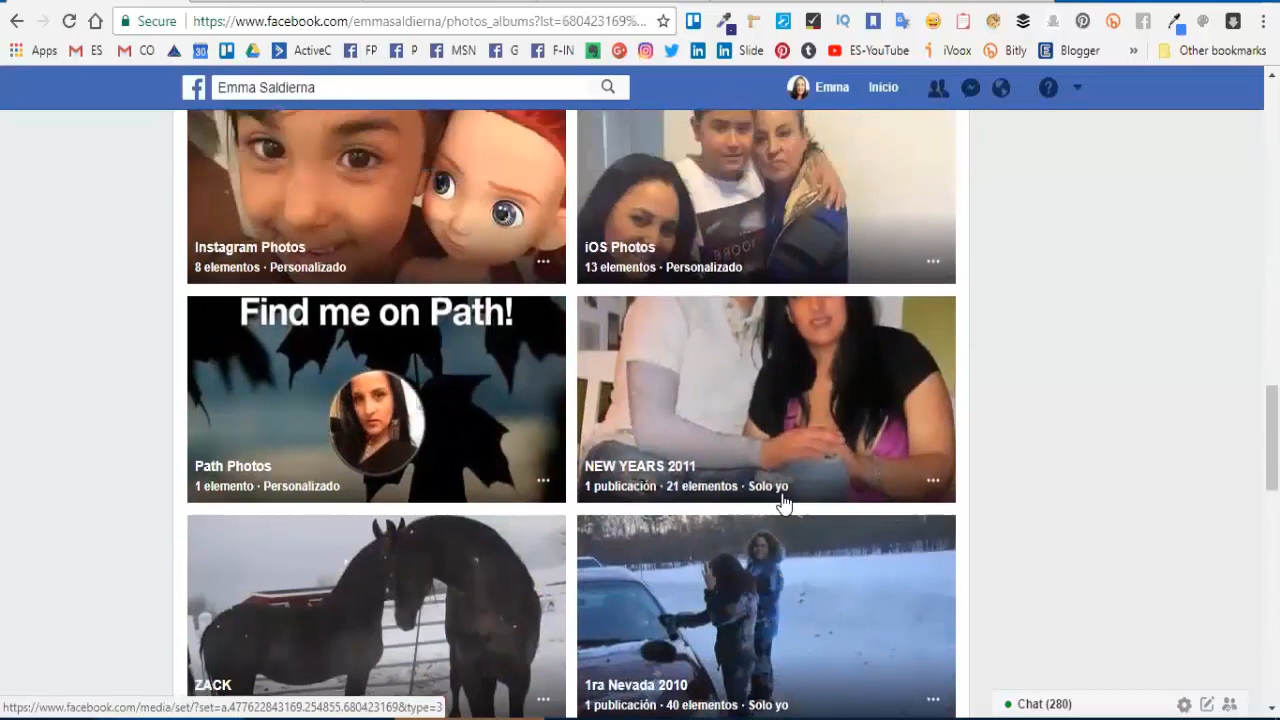 Secure https://www.facebook.com/emmasaldierna/photos_albums?lst=680423169%...
Apps ES CO ActiveC FP P MSN G F-IN Slide ES-YouTube iVoox Bitly Blogger » Other bookmarks
Emma Saldierna
Emma Inicio
Instagram Photos
8 elementos · Personalizado
iOS Photos
13 elementos · Personalizado
Find me on Path!
Path Photos
1 elemento · Personalizado
NEW YEARS 2011
1 publicación · 21 elementos · Solo yo
ZACK
1ra Nevada 2010
1 publicación · 40 elementos · Solo yo
https://www.facebook.com/media/set/?set=a.477622843169.254855.680423169&type=3
Chat (280)